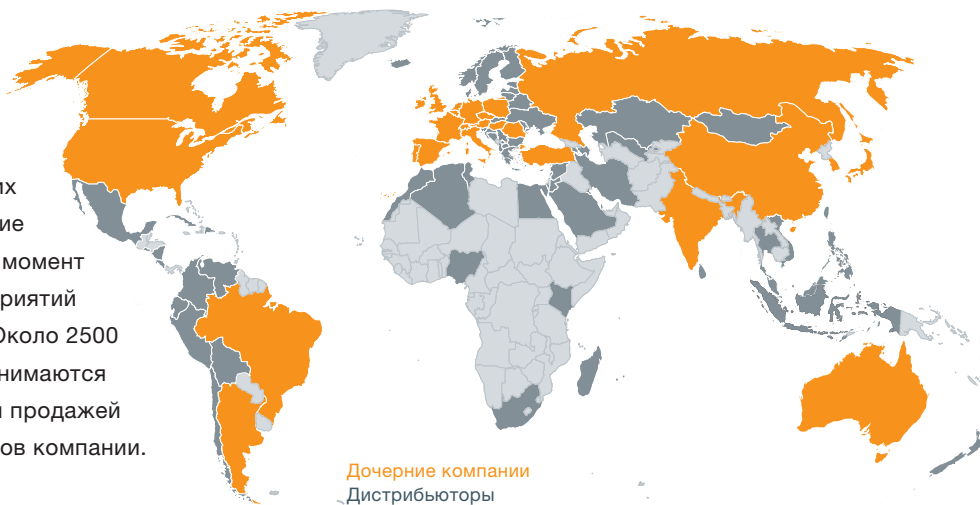 их
ие
момент
риятий
Около 2500
нимаются
и продажей
ов компании.
Дочерние компании
Дистрибьюторы